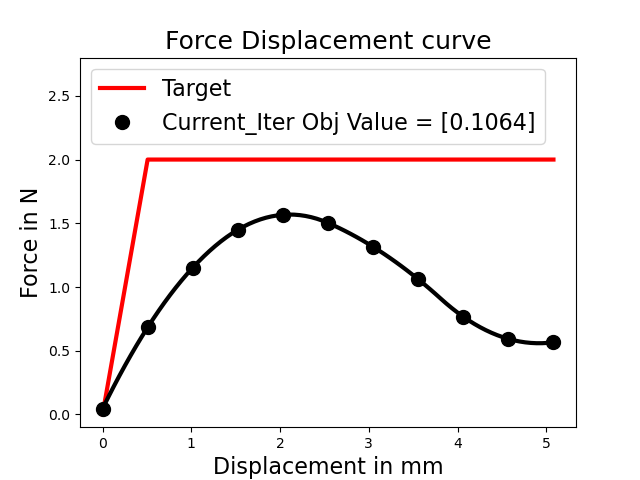 Force Displacement curve
Target
Current_Iter Obj Value = [0.1064]
2.5
2.0
1.5
1.0
0.5
0.0
Force in N
0 1 2 3 4 5
Displacement in mm